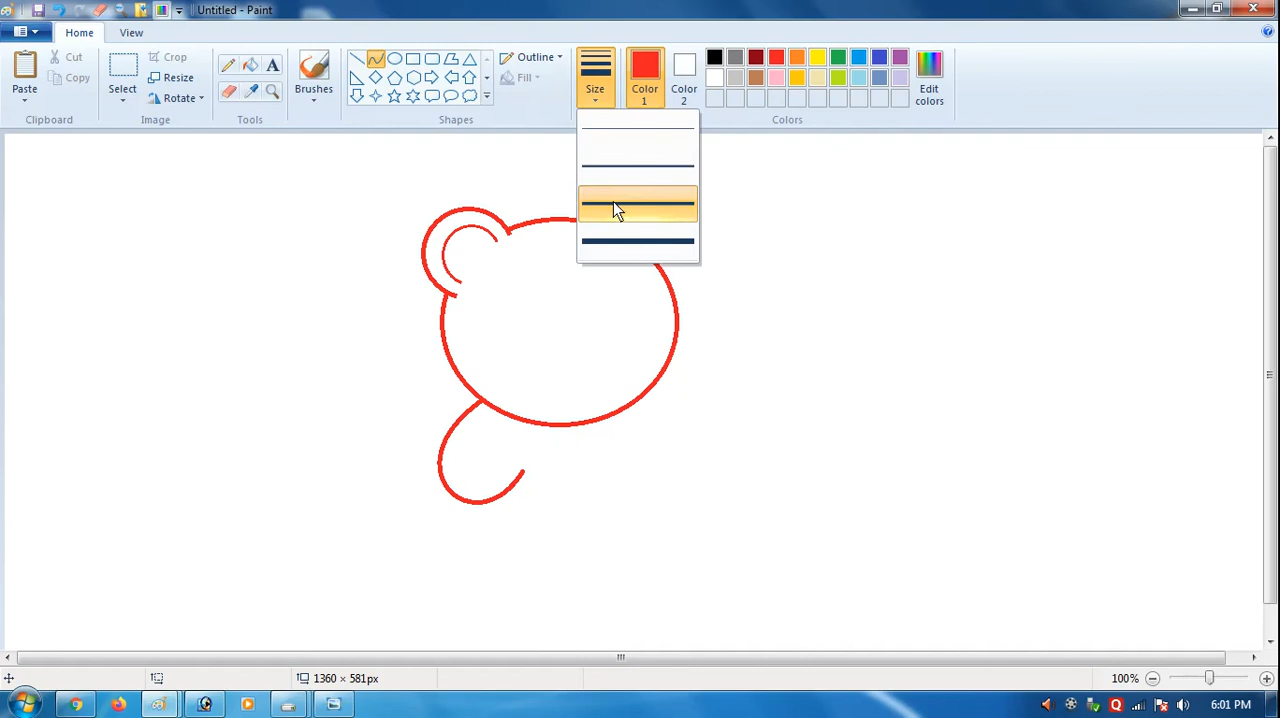 Untitled - Paint
Home View
Paste
Cut
Copy
Clipboard
Select
Crop
Resize
Rotate
Image
A
Tools
Brushes
Outline
Fill
Shapes
Size
Color 1
Color 2
Edit colors
Colors
1360 × 581px
100%
6:01 PM